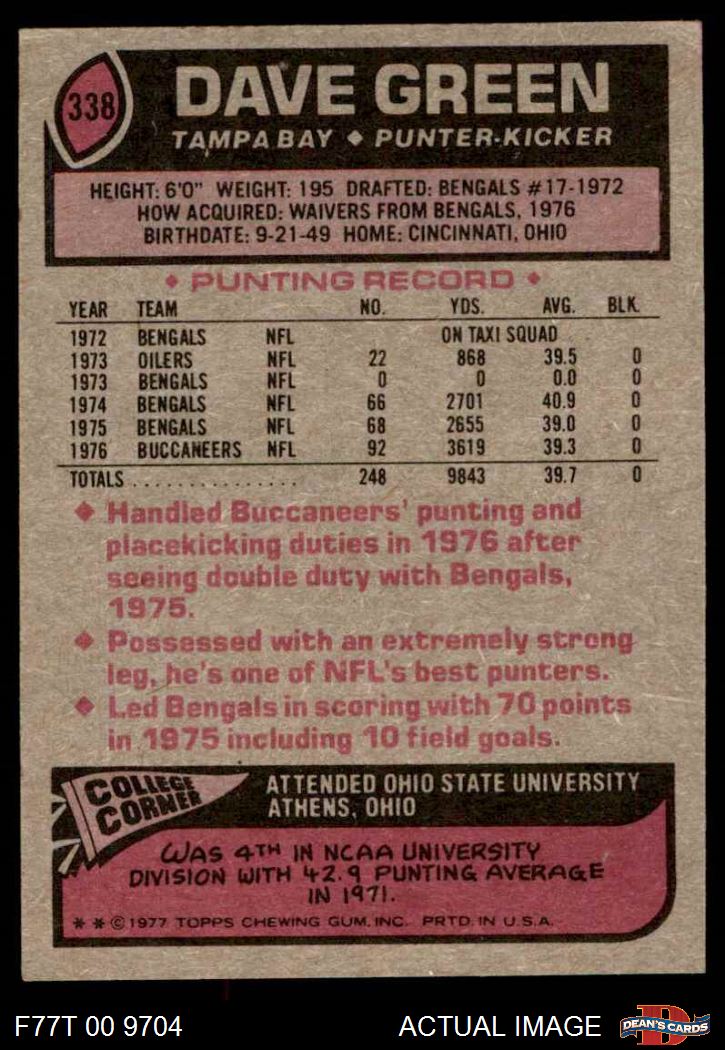 338
DAVE GREEN
TAMPA BAY ◆ PUNTER-KICKER
HEIGHT: 6'0" WEIGHT: 195 DRAFTED: BENGALS #17-1972
HOW ACQUIRED: WAIVERS FROM BENGALS, 1976
BIRTHDATE: 9-21-49 HOME: CINCINNATI, OHIO
◆ PUNTING RECORD ◆
YEAR TEAM NO. YDS. AVG. BLK.
1972 BENGALS NFL ON TAXI SQUAD
1973 OILERS NFL 22 868 39.5 0
1973 BENGALS NFL 0 0 0.0 0
1974 BENGALS NFL 66 2701 40.9 0
1975 BENGALS NFL 68 2655 39.0 0
1976 BUCCANEERS NFL 92 3619 39.3 0
TOTALS ................ 248 9843 39.7 0
◆ Handled Buccaneers' punting and
placekicking duties in 1976 after
seeing double duty with Bengals,
1975.
◆ Possessed with an extremely strong
leg, he's one of NFL's best punters.
◆ Led Bengals in scoring with 70 points
in 1975 including 10 field goals.
COLLEGE
CORNER
ATTENDED OHIO STATE UNIVERSITY
ATHENS, OHIO
WAS 4TH IN NCAA UNIVERSITY
DIVISION WITH 42.9 PUNTING AVERAGE
IN 1971.
* * © 1977 TOPPS CHEWING GUM, INC. PRTD. IN U.S.A.
F77T 00 9704
ACTUAL IMAGE
D
DEAN'S CARDS